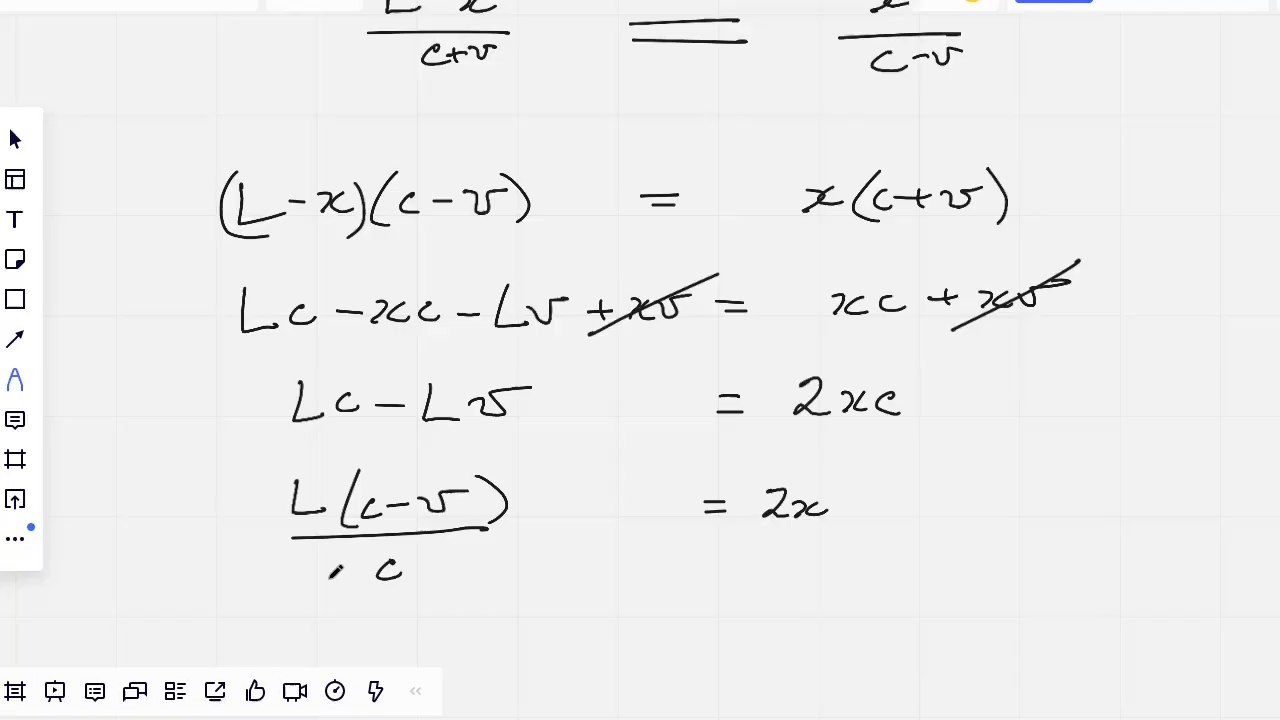 L - x / c+v = x / c-v
(L - x)(c - v) = x(c+v)
Lc - xc - Lv + xv = xc + xv
Lc - Lv = 2xc
L(c-v) / c = 2x
T